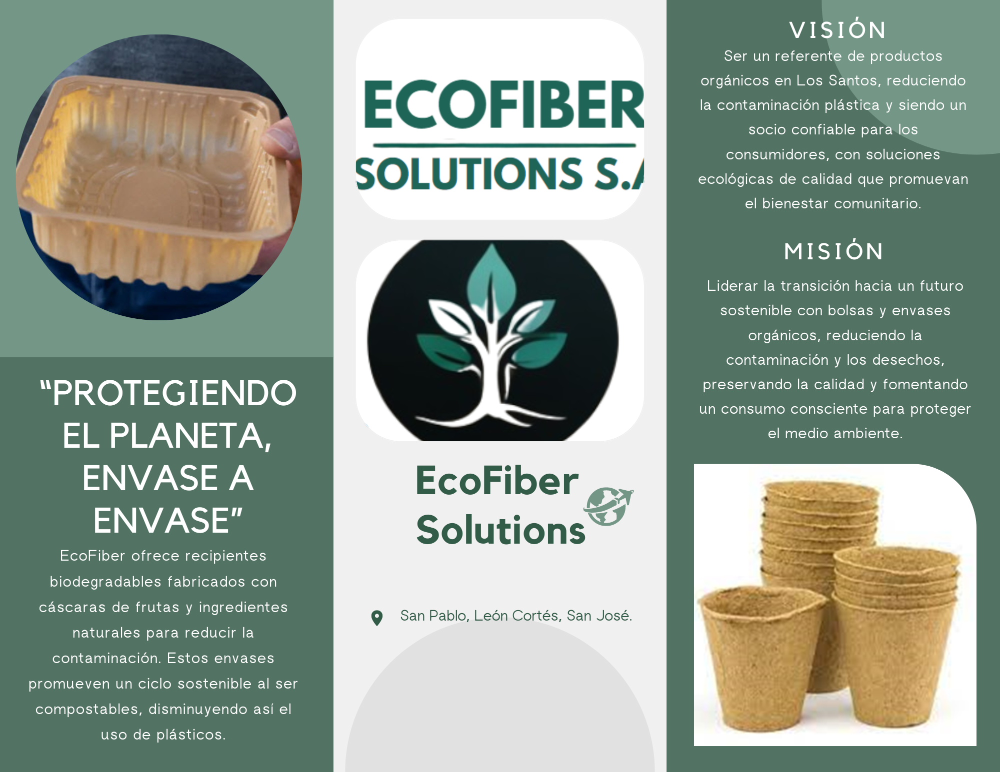 “PROTEGIENDO
EL PLANETA,
ENVASE A
ENVASE”
EcoFiber ofrece recipientes
biodegradables fabricados con
cáscaras de frutas y ingredientes
naturales para reducir la
contaminación. Estos envases
promueven un ciclo sostenible al ser
compostables, disminuyendo así el
uso de plásticos.
ECOFIBER
SOLUTIONS S.A
EcoFiber
Solutions
San Pablo, León Cortés, San José.
VISIÓN
Ser un referente de productos
orgánicos en Los Santos, reduciendo
la contaminación plástica y siendo un
socio confiable para los
consumidores, con soluciones
ecológicas de calidad que promuevan
el bienestar comunitario.
MISIÓN
Liderar la transición hacia un futuro
sostenible con bolsas y envases
orgánicos, reduciendo la
contaminación y los desechos,
preservando la calidad y fomentando
un consumo consciente para proteger
el medio ambiente.